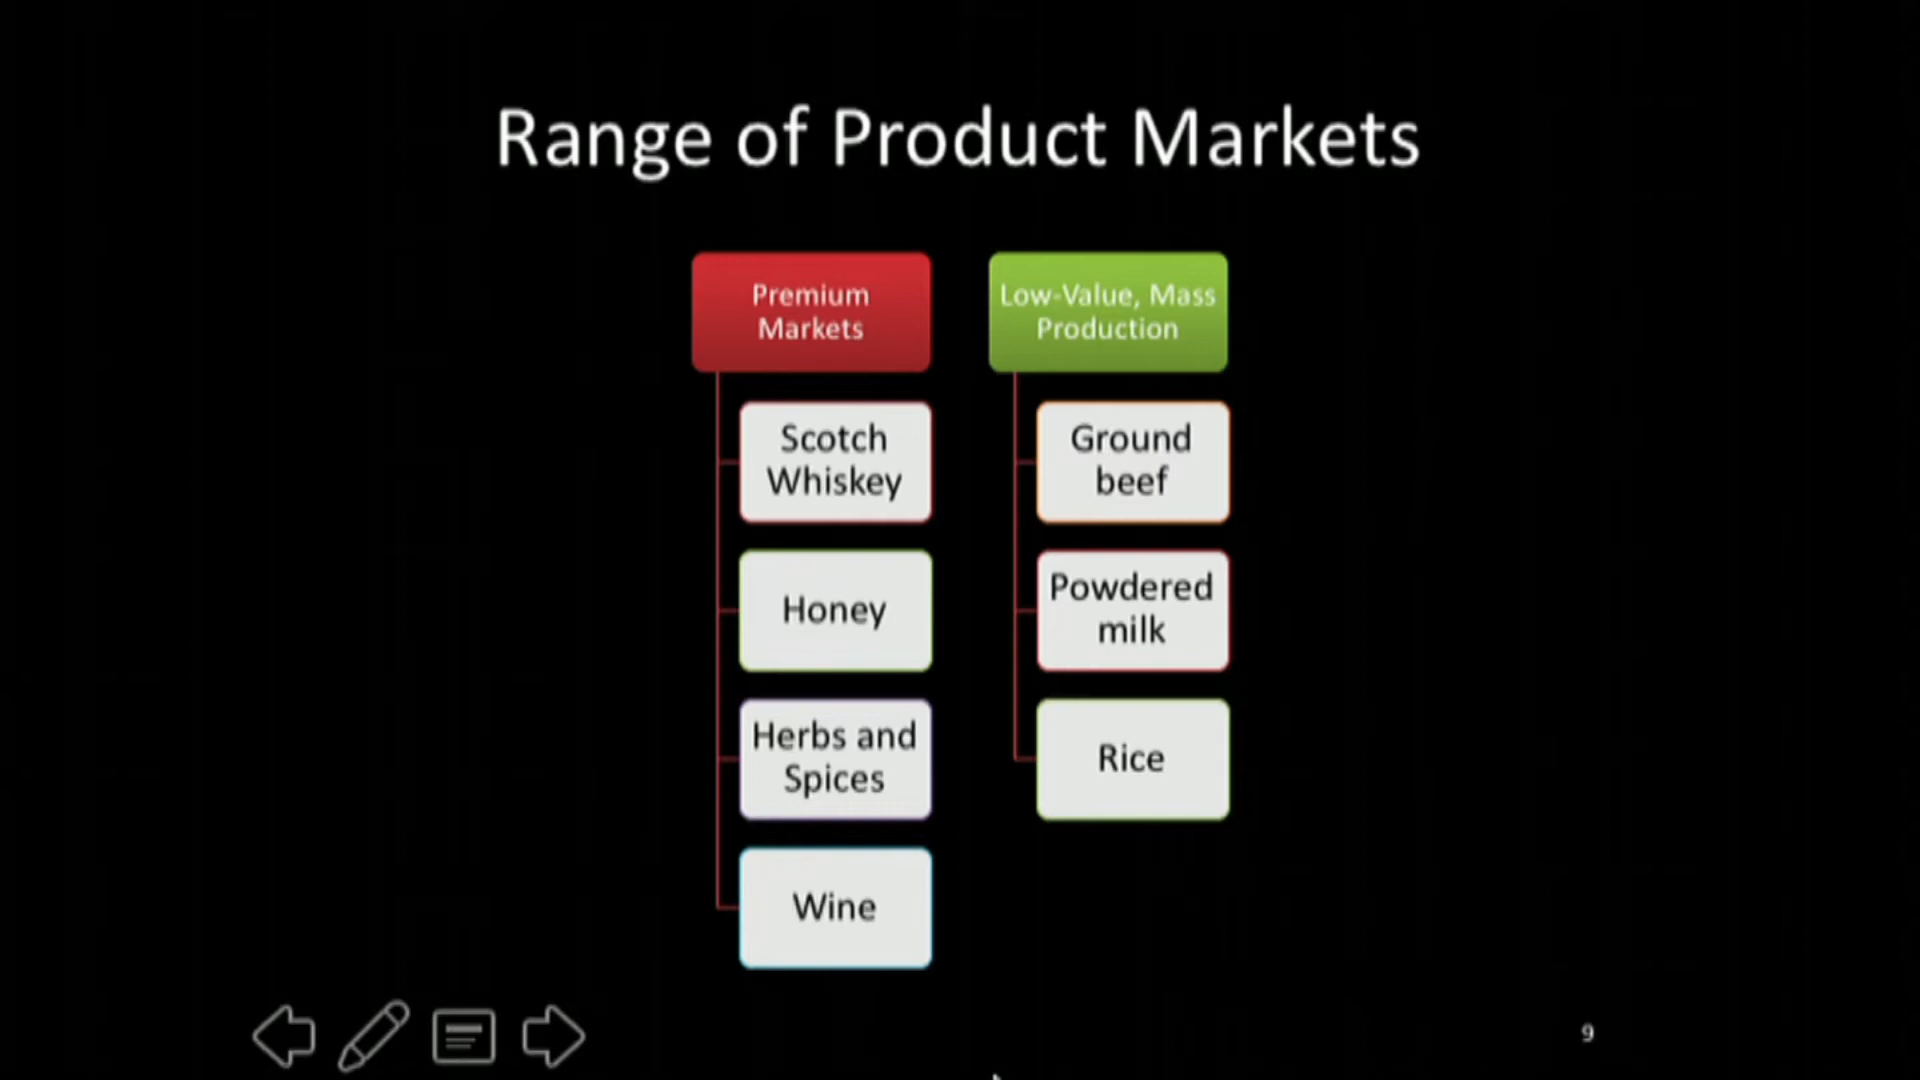 Range of Product Markets
Premium
Markets
Scotch
Whiskey
Honey
Herbs and
Spices
Wine
Low-Value, Mass
Production
Ground
beef
Powdered
milk
Rice
9